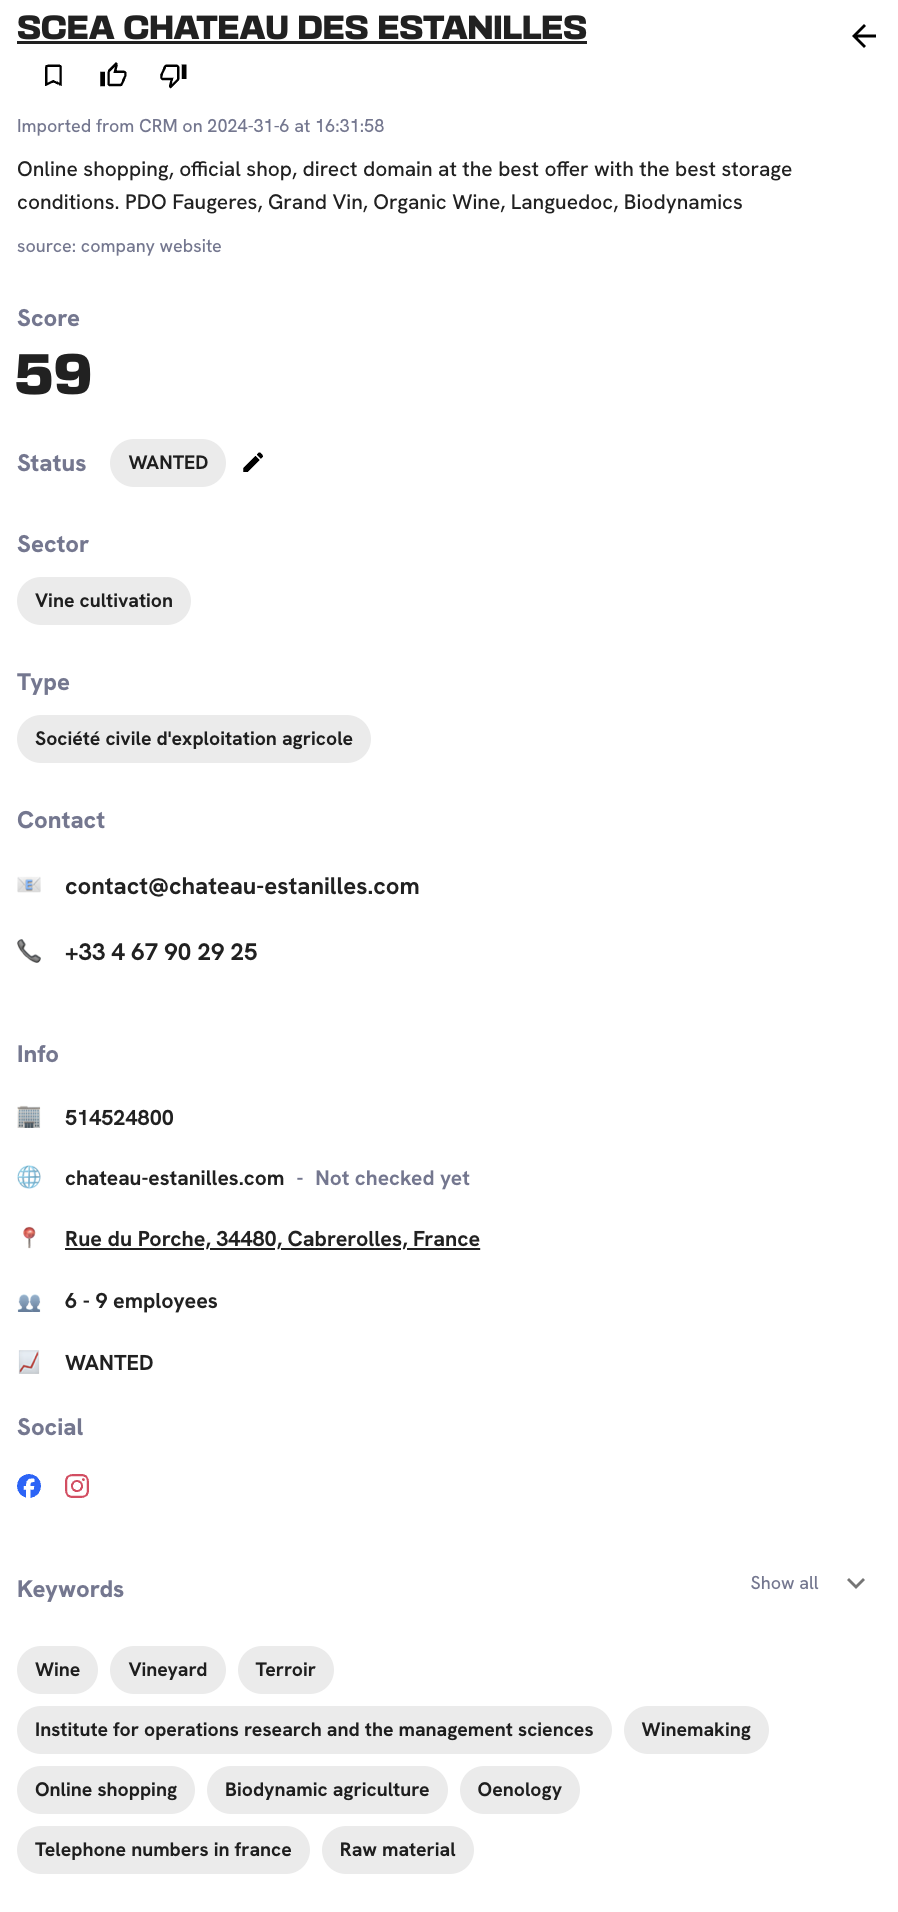 SCEA CHATEAU DES ESTANILLES
Imported from CRM on 2024-31-6 at 16:31:58
Online shopping, official shop, direct domain at the best offer with the best storage
conditions. PDO Faugeres, Grand Vin, Organic Wine, Languedoc, Biodynamics
source: company website
Score
59
Status WANTED
Sector
Vine cultivation
Type
Société civile d'exploitation agricole
Contact
contact@chateau-estanilles.com
+33 4 67 90 29 25
Info
514524800
chateau-estanilles.com - Not checked yet
Rue du Porche, 34480, Cabrerolles, France
6 - 9 employees
WANTED
Social
Keywords Show all
Wine Vineyard Terroir
Institute for operations research and the management sciences Winemaking
Online shopping Biodynamic agriculture Oenology
Telephone numbers in france Raw material